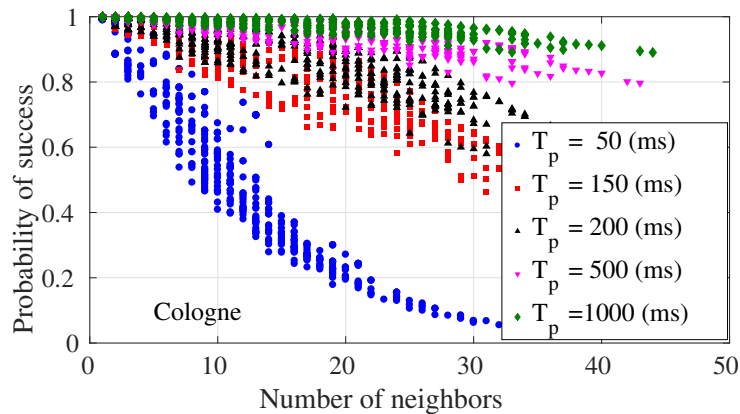 1
0.8
0.6
0.4
0.2
0
0
10
20
30
40
50
Probability of success
Number of neighbors
Cologne
T_p = 50 (ms)
T_p = 150 (ms)
T_p = 200 (ms)
T_p = 500 (ms)
T_p =1000 (ms)